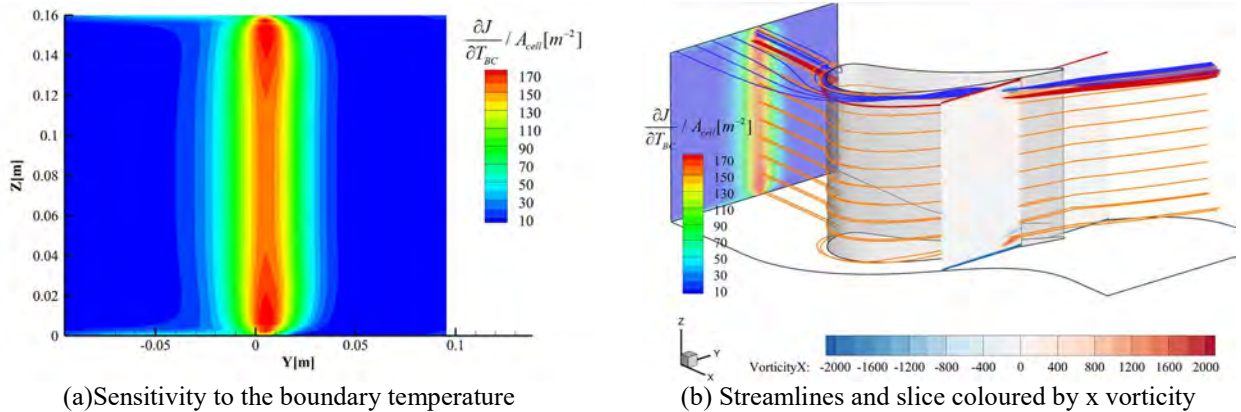 0.16
0.14
0.12
0.1
0.08
0.06
0.04
0.02
0
Z[m]
-0.05
0
0.05
0.1
Y[m]
∂J
∂T_BC / A_cell [m⁻²]
170
150
130
110
90
70
50
30
10
(a)Sensitivity to the boundary temperature
∂J
∂T_BC / A_cell [m⁻²]
170
150
130
110
90
70
50
30
10
Z
Y
X
VorticityX: -2000 -1600 -1200 -800 -400 0 400 800 1200 1600 2000
(b) Streamlines and slice coloured by x vorticity